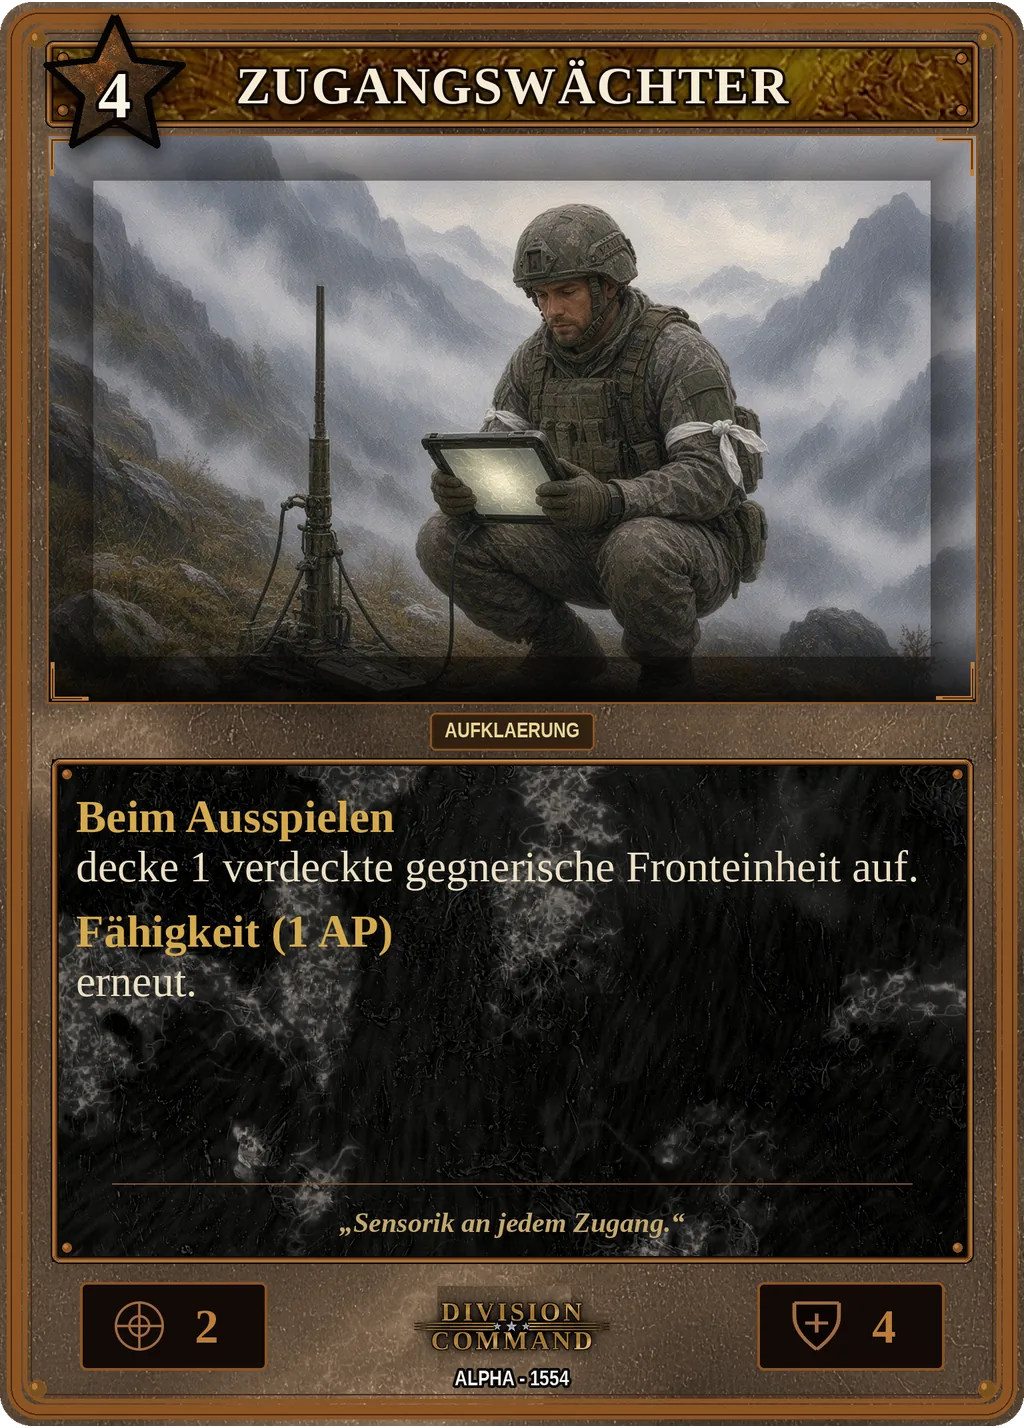 4
ZUGANGSWÄCHTER
AUFKLAERUNG
Beim Ausspielen
decke 1 verdeckte gegnerische Fronteinheit auf.
Fähigkeit (1 AP)
erneut.
„Sensorik an jedem Zugang.“
2
DIVISION
COMMAND
ALPHA - 1554
4